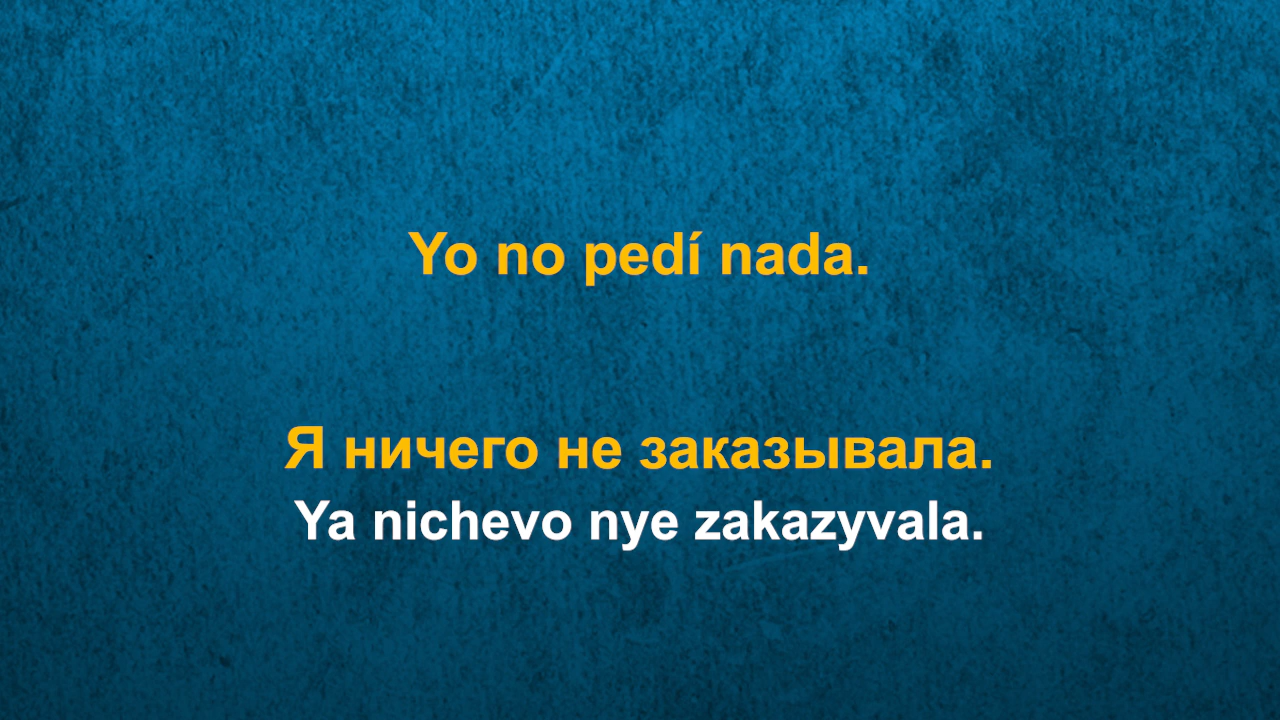 Yo no pedí nada.
Я ничего не заказывала.
Ya nichevo nye zakazyvala.